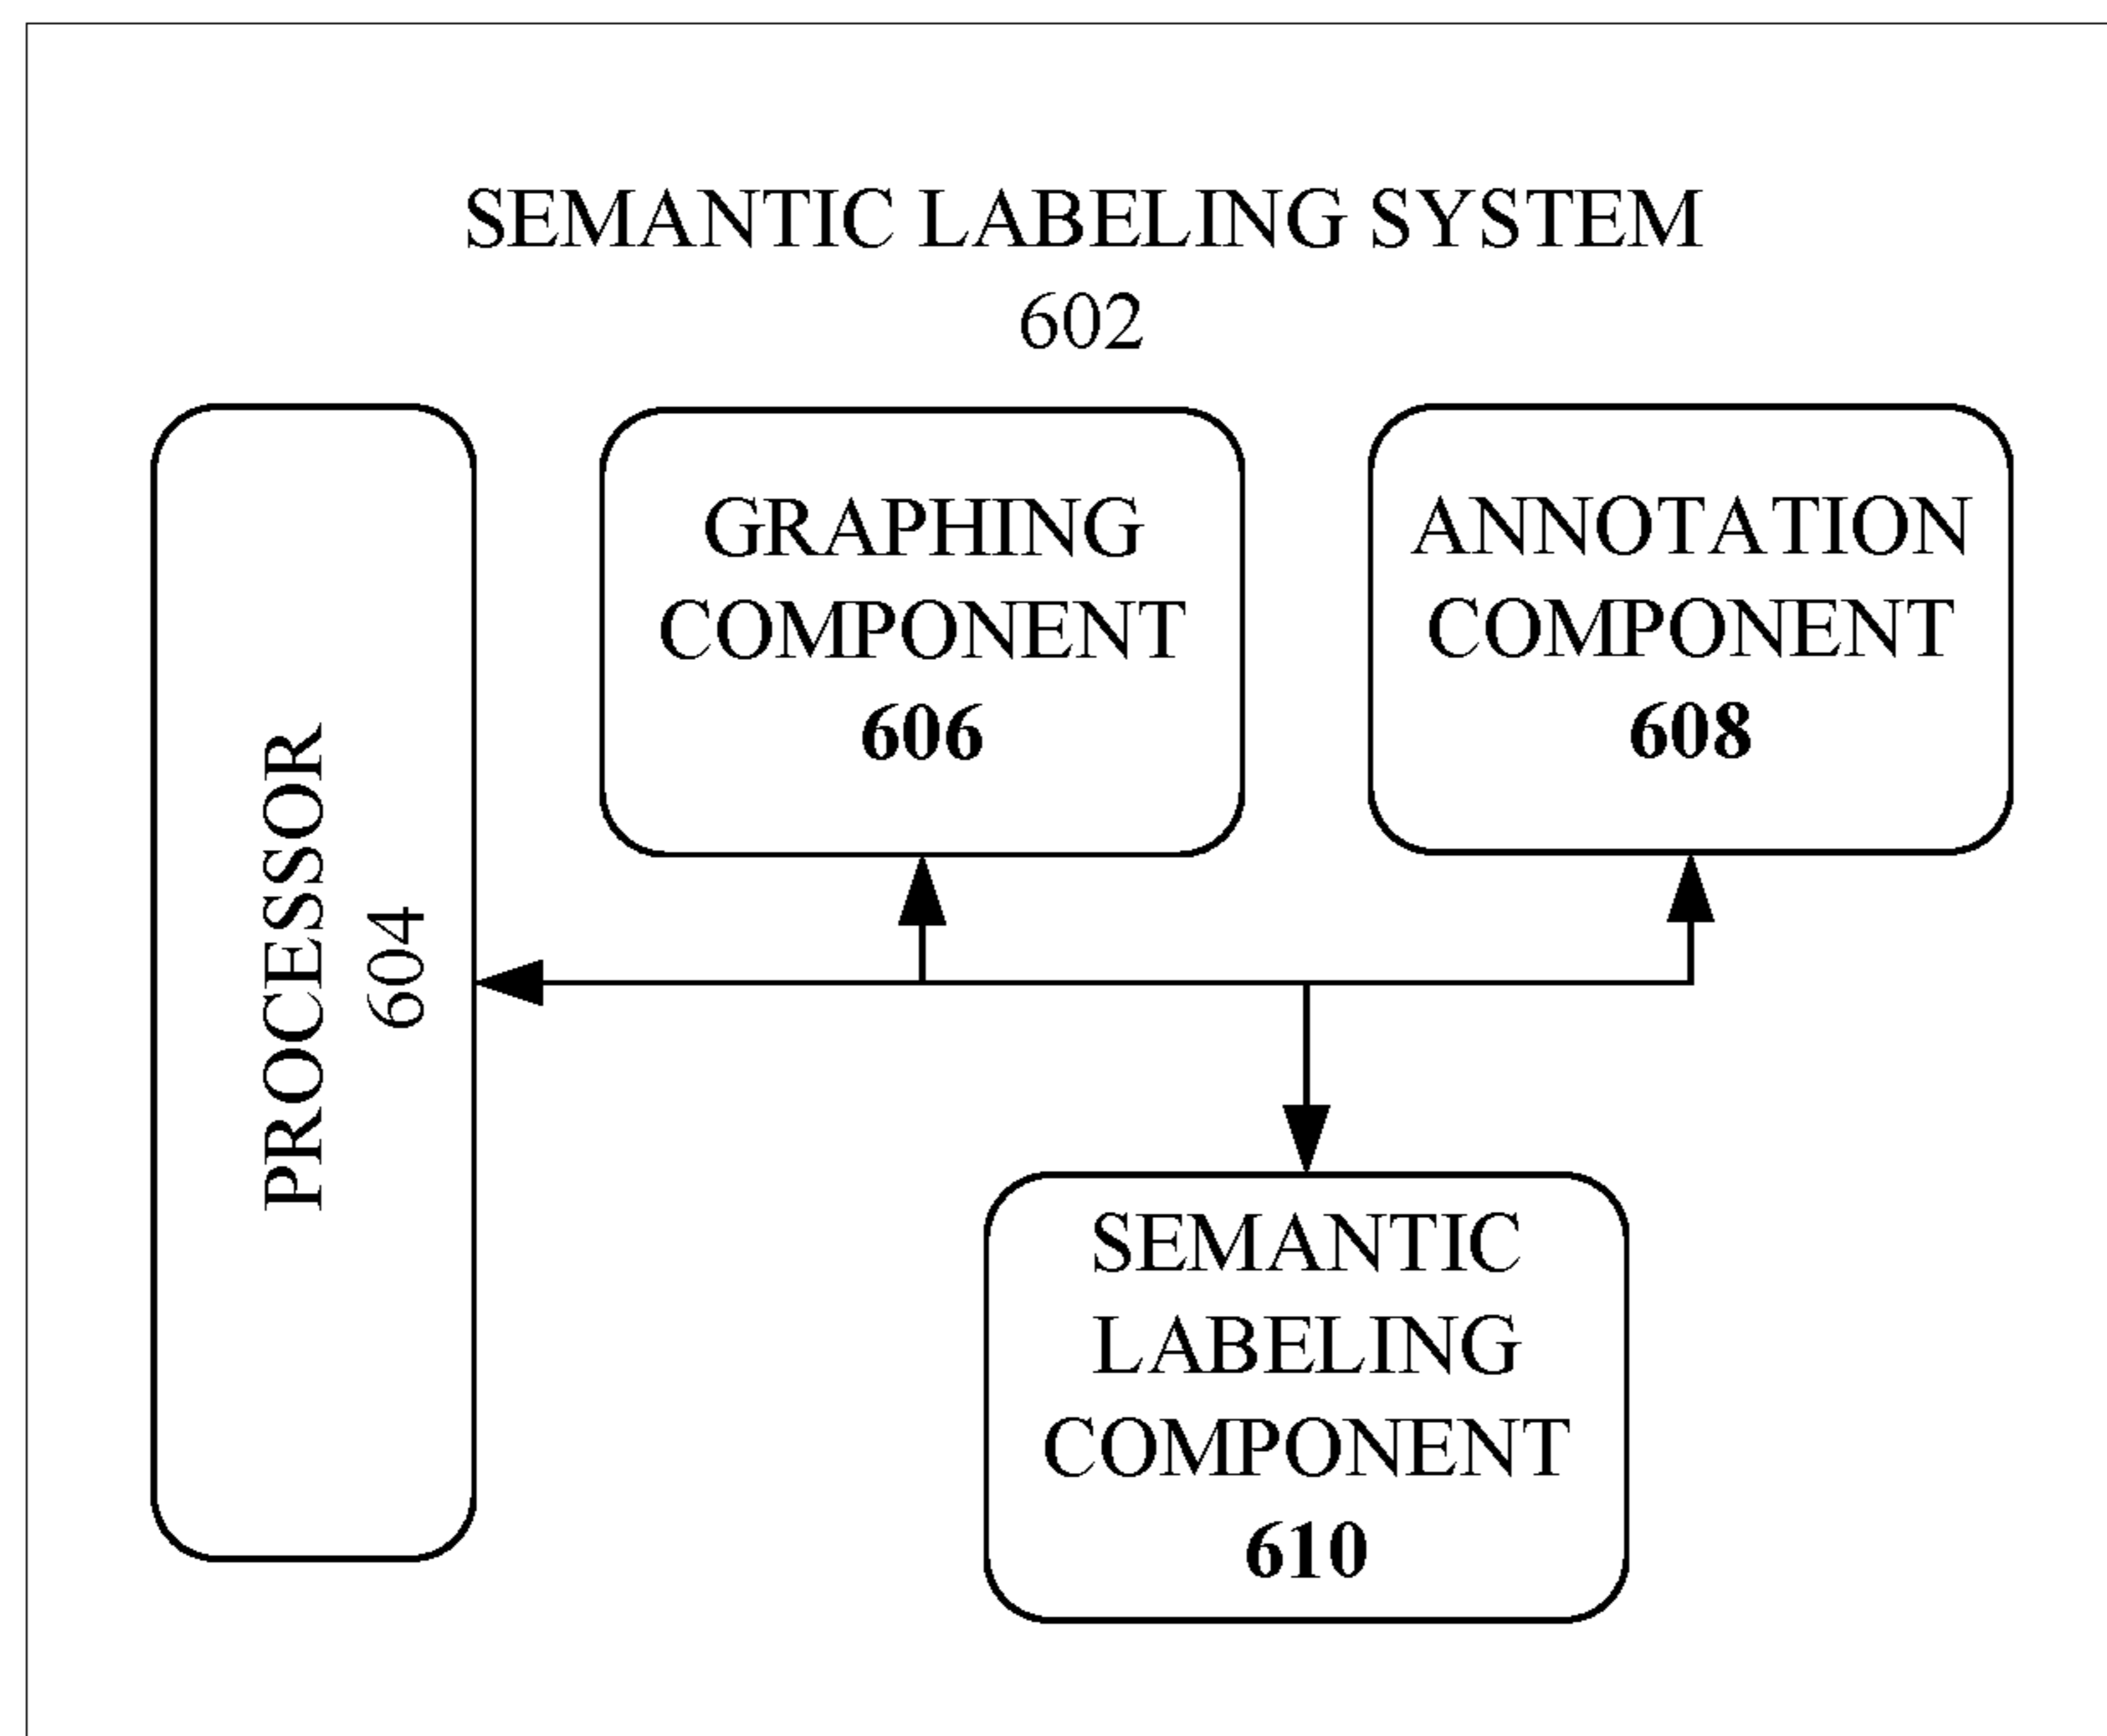 SEMANTIC LABELING SYSTEM
602
PROCESSOR
604
GRAPHING
COMPONENT
606
ANNOTATION
COMPONENT
608
SEMANTIC
LABELING
COMPONENT
610